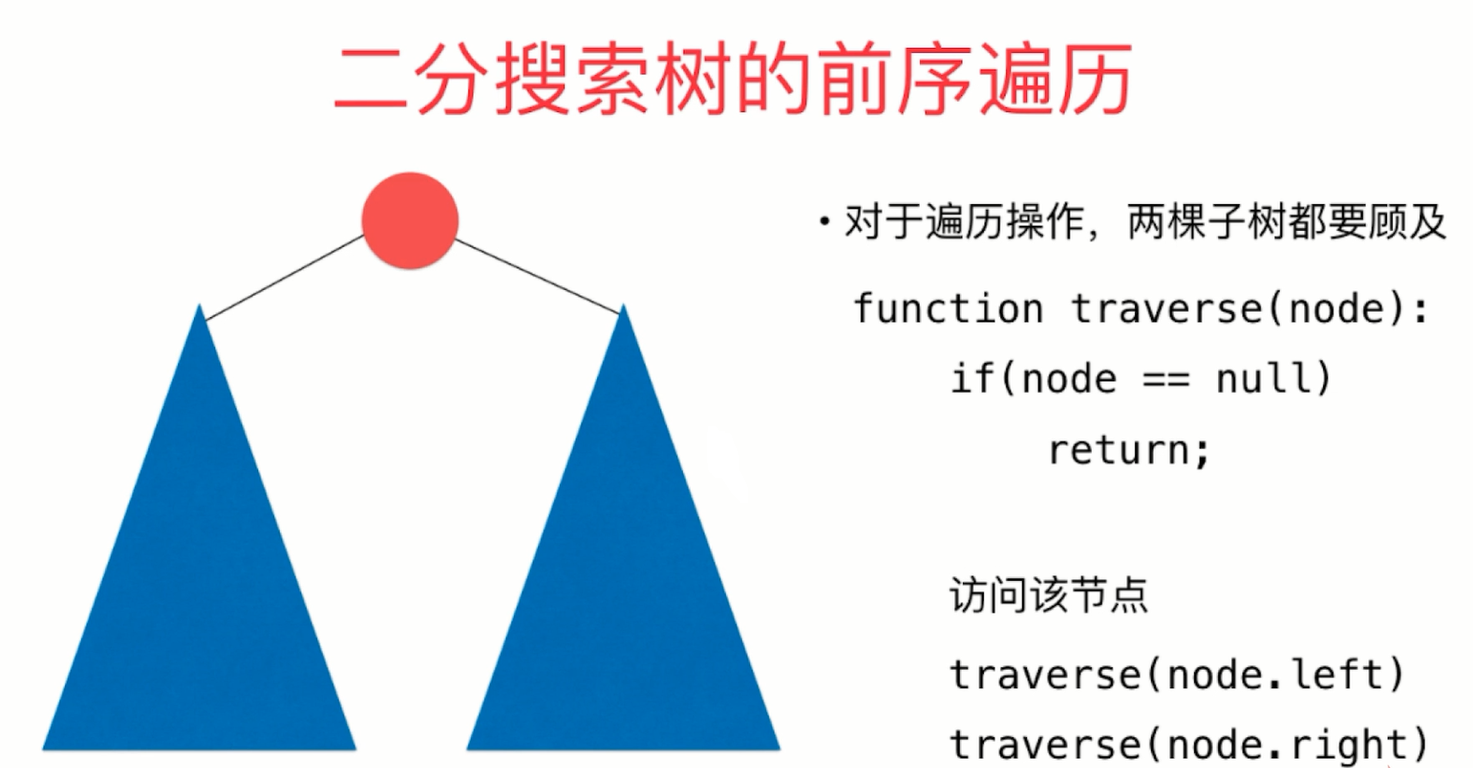 二分搜索树的前序遍历
• 对于遍历操作，两棵子树都要顾及
function traverse(node):
if(node == null)
return;
访问该节点
traverse(node.left)
traverse(node.right)